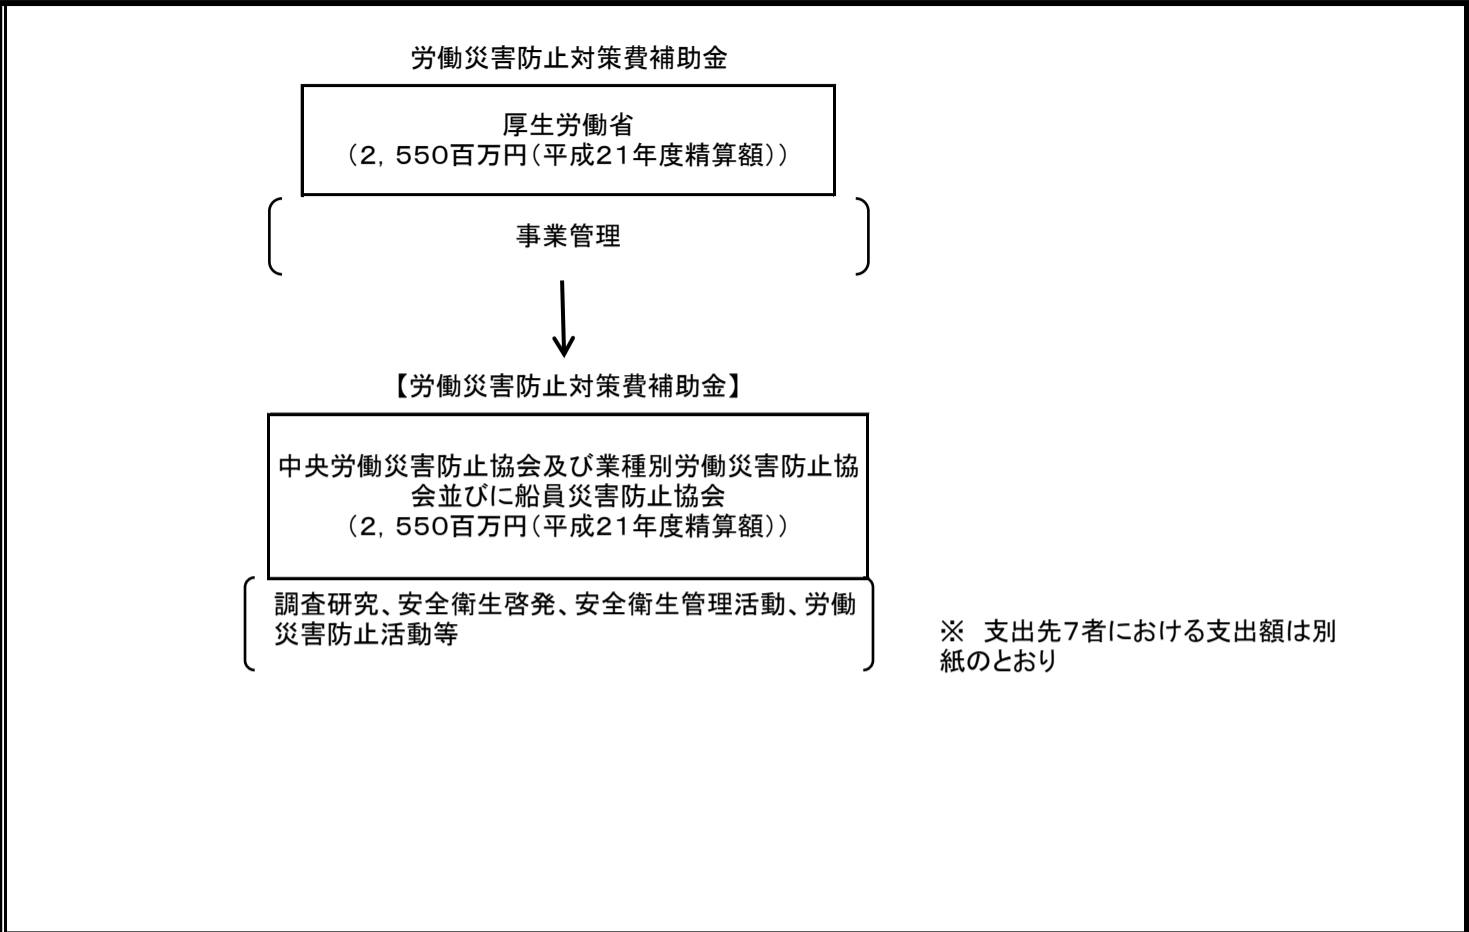 労働災害防止対策費補助金
厚生労働省
（２，５５０百万円（平成２１年度精算額））
事業管理
【労働災害防止対策費補助金】
中央労働災害防止協会及び業種別労働災害防止協
会並びに船員災害防止協会
（２，５５０百万円（平成２１年度精算額））
調査研究、安全衛生啓発、安全衛生管理活動、労働
災害防止活動等
※　支出先７者における支出額は別
紙のとおり